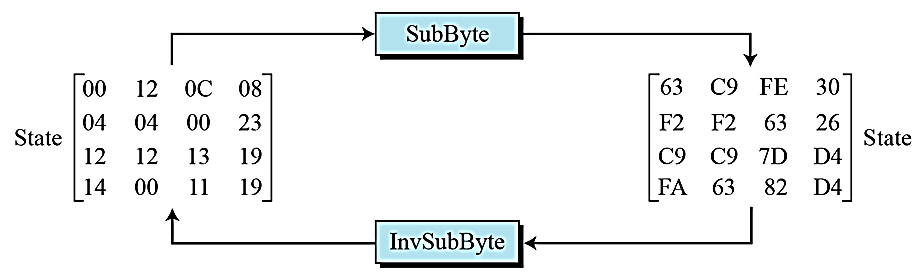 SubByte
00 12 0C 08 63 C9 FE 30
04 04 00 23 F2 F2 63 26
State State
12 12 13 19 C9 C9 7D D4
14 00 11 19 FA 63 82 D4
InvSubByte